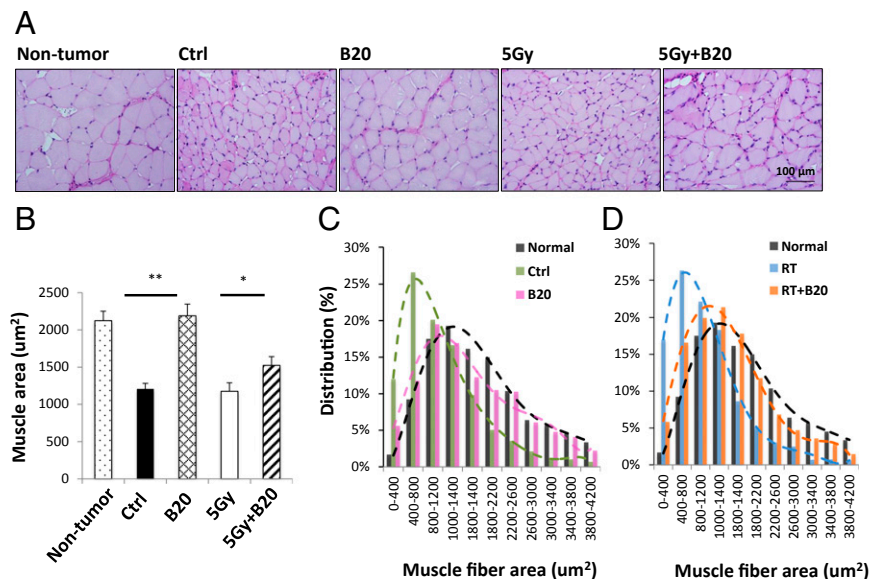 A
Non-tumor Ctrl B20 5Gy 5Gy+B20
100 µm
B
**
*
2500
2000
1500
1000
500
0
Muscle area (um²)
Non-tumor
Ctrl
B20
5Gy
5Gy+B20
C
Normal
Ctrl
B20
30%
25%
20%
15%
10%
5%
0%
Distribution (%)
0-400
400-800
800-1200
1000-1400
1400-1800
1800-2200
2200-2600
2600-3000
3000-3400
3400-3800
3800-4200
Muscle fiber area (um²)
D
Normal
RT
RT+B20
30%
25%
20%
15%
10%
5%
0%
0-400
400-800
800-1200
1000-1400
1400-1800
1800-2200
2200-2600
2600-3000
3000-3400
3400-3800
3800-4200
Muscle fiber area (um²)